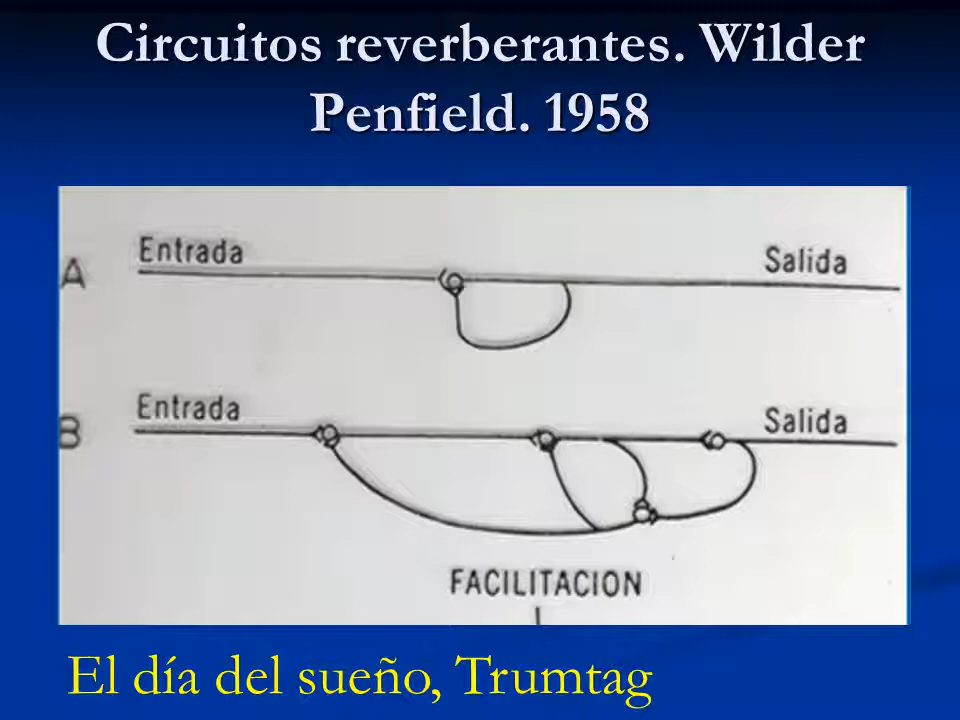 Circuitos reverberantes. Wilder
Penfield. 1958
Entrada
Salida
A
Entrada
Salida
B
FACILITACION
El día del sueño, Trumtag